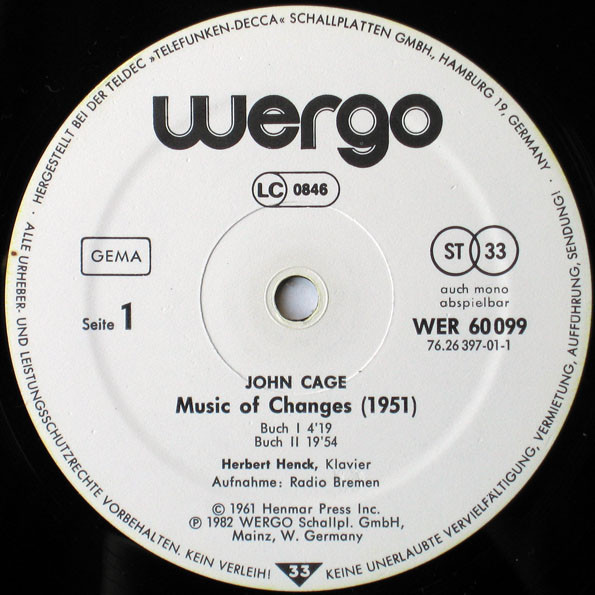 HERGESTELLT BEI DER TELDEC »TELEFUNKEN-DECCA« SCHALLPLATTEN GMBH., HAMBURG 19, GERMANY ·
wergo
LC 0846
GEMA
ST 33
auch mono
abspielbar
Seite 1
WER 60099
76.26 397-01-1
JOHN CAGE
Music of Changes (1951)
Buch I 4'19
Buch II 19'54
Herbert Henck, Klavier
Aufnahme: Radio Bremen
© 1961 Henmar Press Inc.
℗ 1982 WERGO Schallpl. GmbH,
Mainz, W. Germany
· ALLE URHEBER- UND LEISTUNGSSCHUTZRECHTE VORBEHALTEN. KEIN VERLEIH! 33 KEINE UNERLAUBTE VERVIELFÄLTIGUNG, VERMIETUNG, AUFFÜHRUNG, SENDUNG! ·